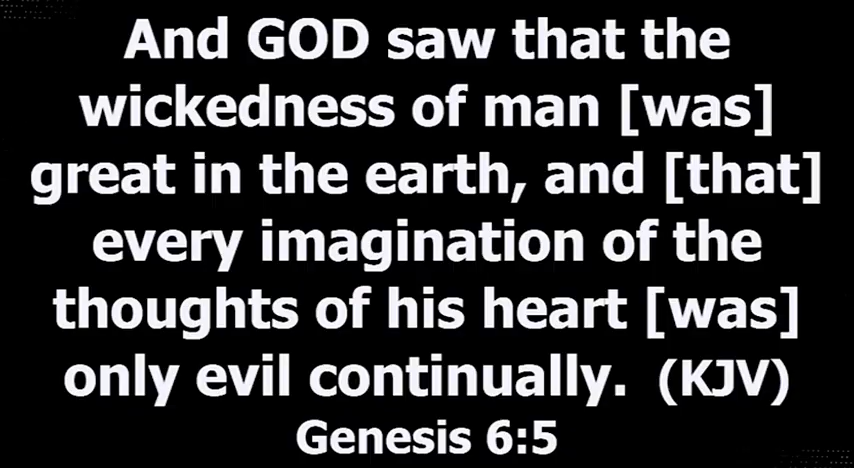 And GOD saw that the
wickedness of man [was]
great in the earth, and [that]
every imagination of the
thoughts of his heart [was]
only evil continually. (KJV)
Genesis 6:5